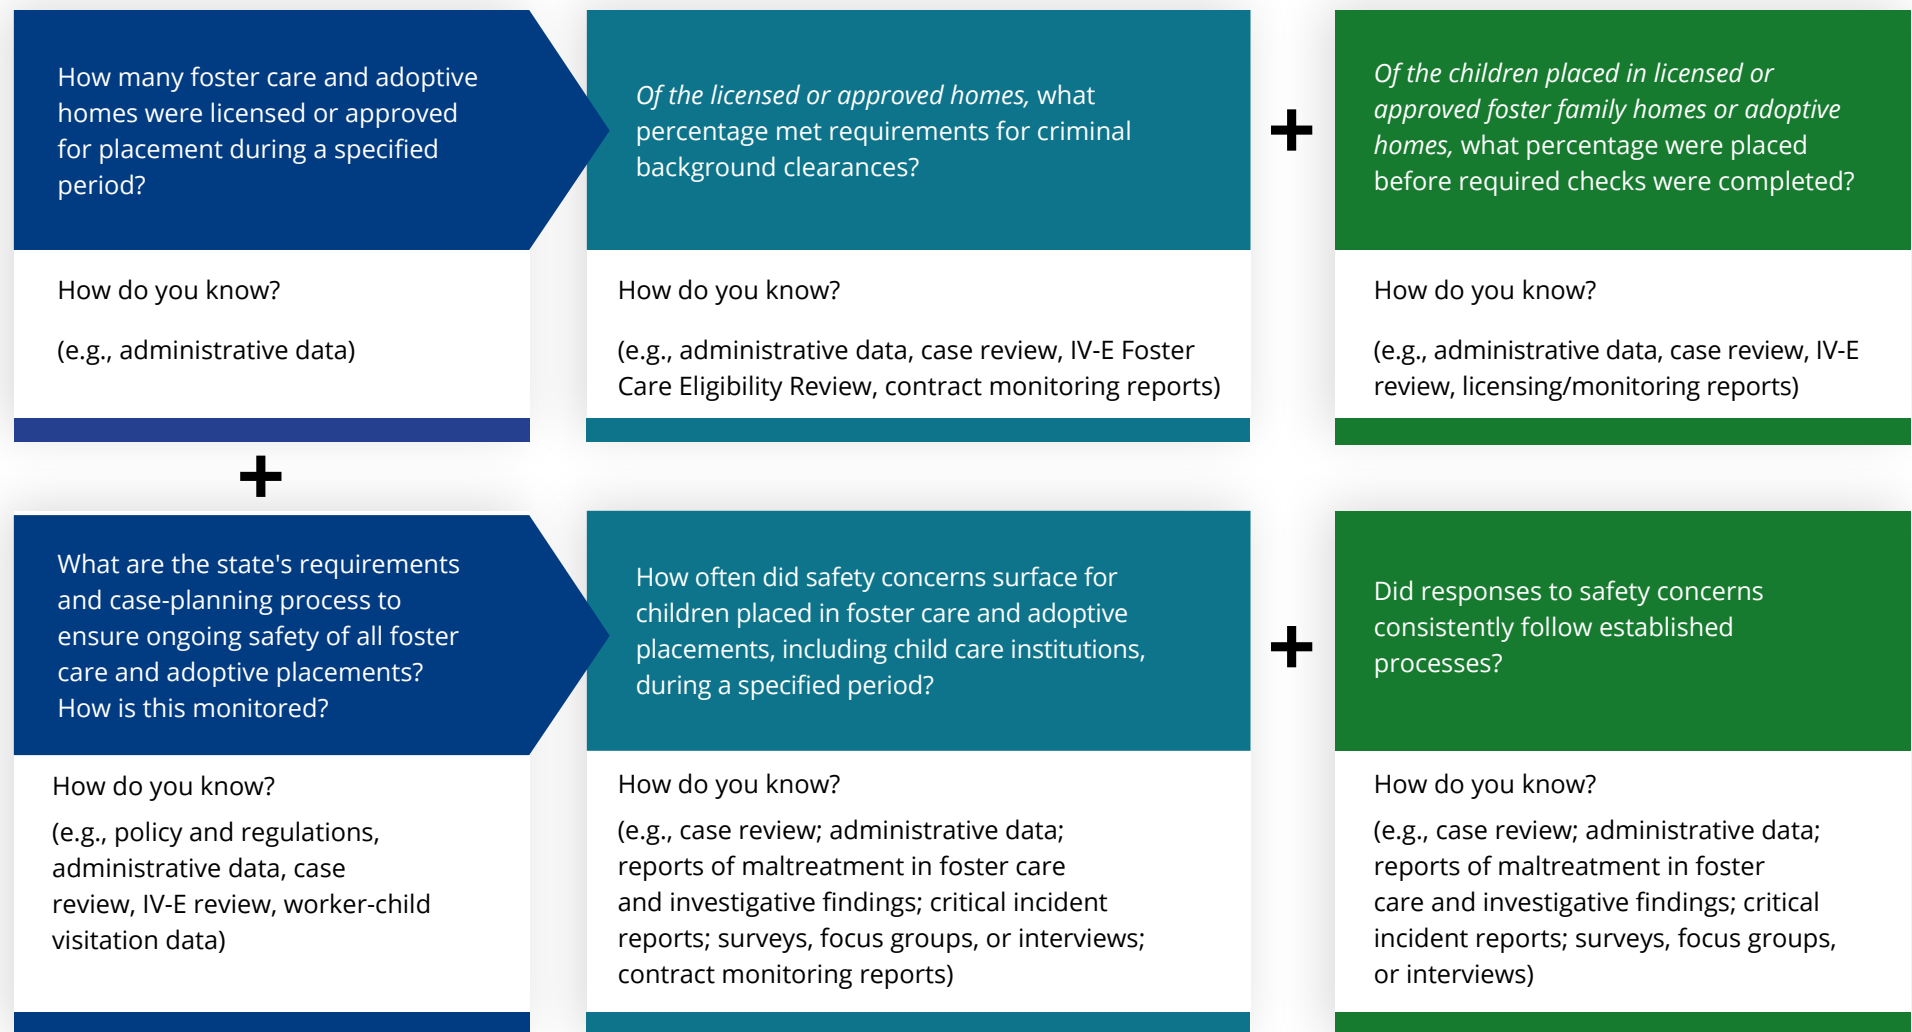 How many foster care and adoptive
homes were licensed or approved
for placement during a specified
period?
How do you know?
(e.g., administrative data)
Of the licensed or approved homes, what
percentage met requirements for criminal
background clearances?
How do you know?
(e.g., administrative data, case review, IV-E Foster
Care Eligibility Review, contract monitoring reports)
+
Of the children placed in licensed or
approved foster family homes or adoptive
homes, what percentage were placed
before required checks were completed?
How do you know?
(e.g., administrative data, case review, IV-E
review, licensing/monitoring reports)
+
What are the state's requirements
and case-planning process to
ensure ongoing safety of all foster
care and adoptive placements?
How is this monitored?
How do you know?
(e.g., policy and regulations,
administrative data, case
review, IV-E review, worker-child
visitation data)
How often did safety concerns surface for
children placed in foster care and adoptive
placements, including child care institutions,
during a specified period?
How do you know?
(e.g., case review; administrative data;
reports of maltreatment in foster care
and investigative findings; critical incident
reports; surveys, focus groups, or interviews;
contract monitoring reports)
+
Did responses to safety concerns
consistently follow established
processes?
How do you know?
(e.g., case review; administrative data;
reports of maltreatment in foster
care and investigative findings; critical
incident reports; surveys, focus groups,
or interviews)